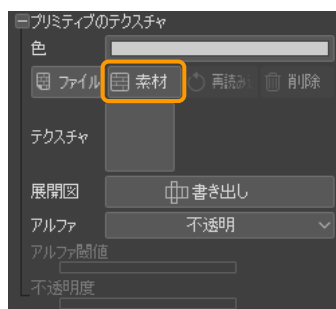 プリミティブのテクスチャ
色
ファイル 素材 再読み 削除
テクスチャ
展開図 書き出し
アルファ 不透明
アルファ閾値
不透明度